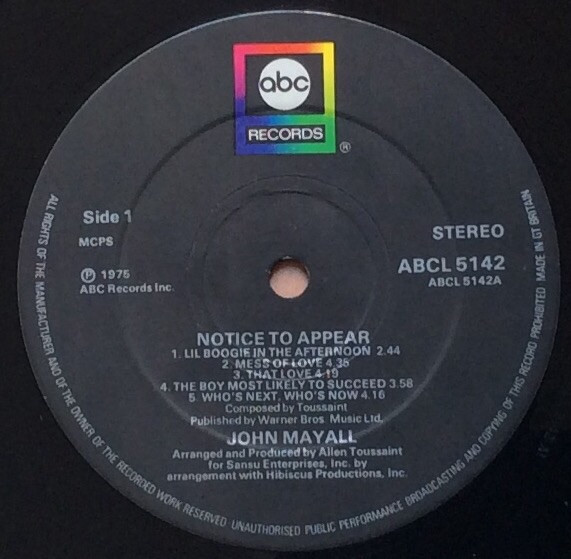 abc
RECORDS
®
Side 1
MCPS
℗ 1975
ABC Records Inc.
STEREO
ABCL 5142
ABCL 5142A
NOTICE TO APPEAR
1. LIL BOOGIE IN THE AFTERNOON 2.44
2. MESS OF LOVE 4.38
3. THAT LOVE 4.19
4. THE BOY MOST LIKELY TO SUCCEED 3.58
5. WHO'S NEXT, WHO'S NOW 4.16
Composed by Toussaint
Published by Warner Bros. Music Ltd.
JOHN MAYALL
Arranged and Produced by Allen Toussaint
for Sansu Enterprises, Inc. by
arrangement with Hibiscus Productions, Inc.
ALL RIGHTS OF THE MANUFACTURER AND OF THE OWNER OF THE RECORDED WORK RESERVED UNAUTHORISED PUBLIC PERFORMANCE BROADCASTING AND COPYING OF THIS RECORD PROHIBITED MADE IN GT BRITAIN